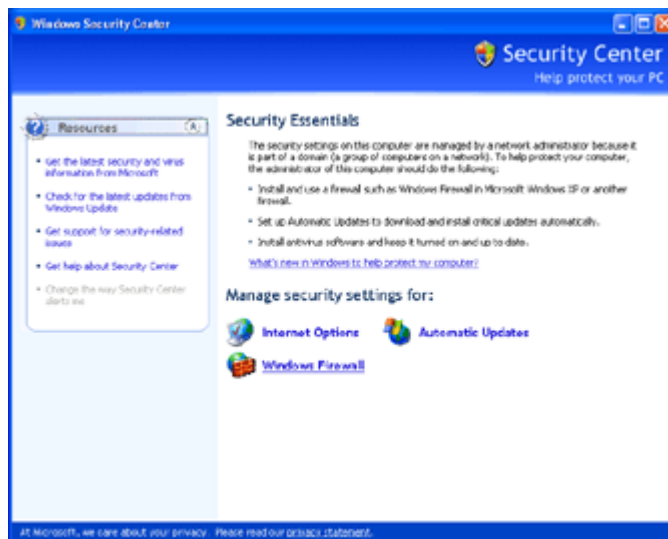 Windows Security Center
Security Center
Help protect your PC
Resources
Get the latest security and virus
information from Microsoft
Check for the latest updates from
Windows Update
Get support for security-related
issues
Get help about Security Center
Change the way Security Center
alerts me
Security Essentials
The security settings on this computer are managed by a network administrator because it
is part of a domain (a group of computers on a network). To help protect your computer,
the administrator of this computer should do the following:
Install and use a firewall such as Windows Firewall in Microsoft Windows XP or another
firewall.
Set up Automatic Updates to download and install critical updates automatically.
Install antivirus software and keep it turned on and up to date.
What's new in Windows to help protect my computer?
Manage security settings for:
Internet Options
Automatic Updates
Windows Firewall
At Microsoft, we care about your privacy. Please read our privacy statement.